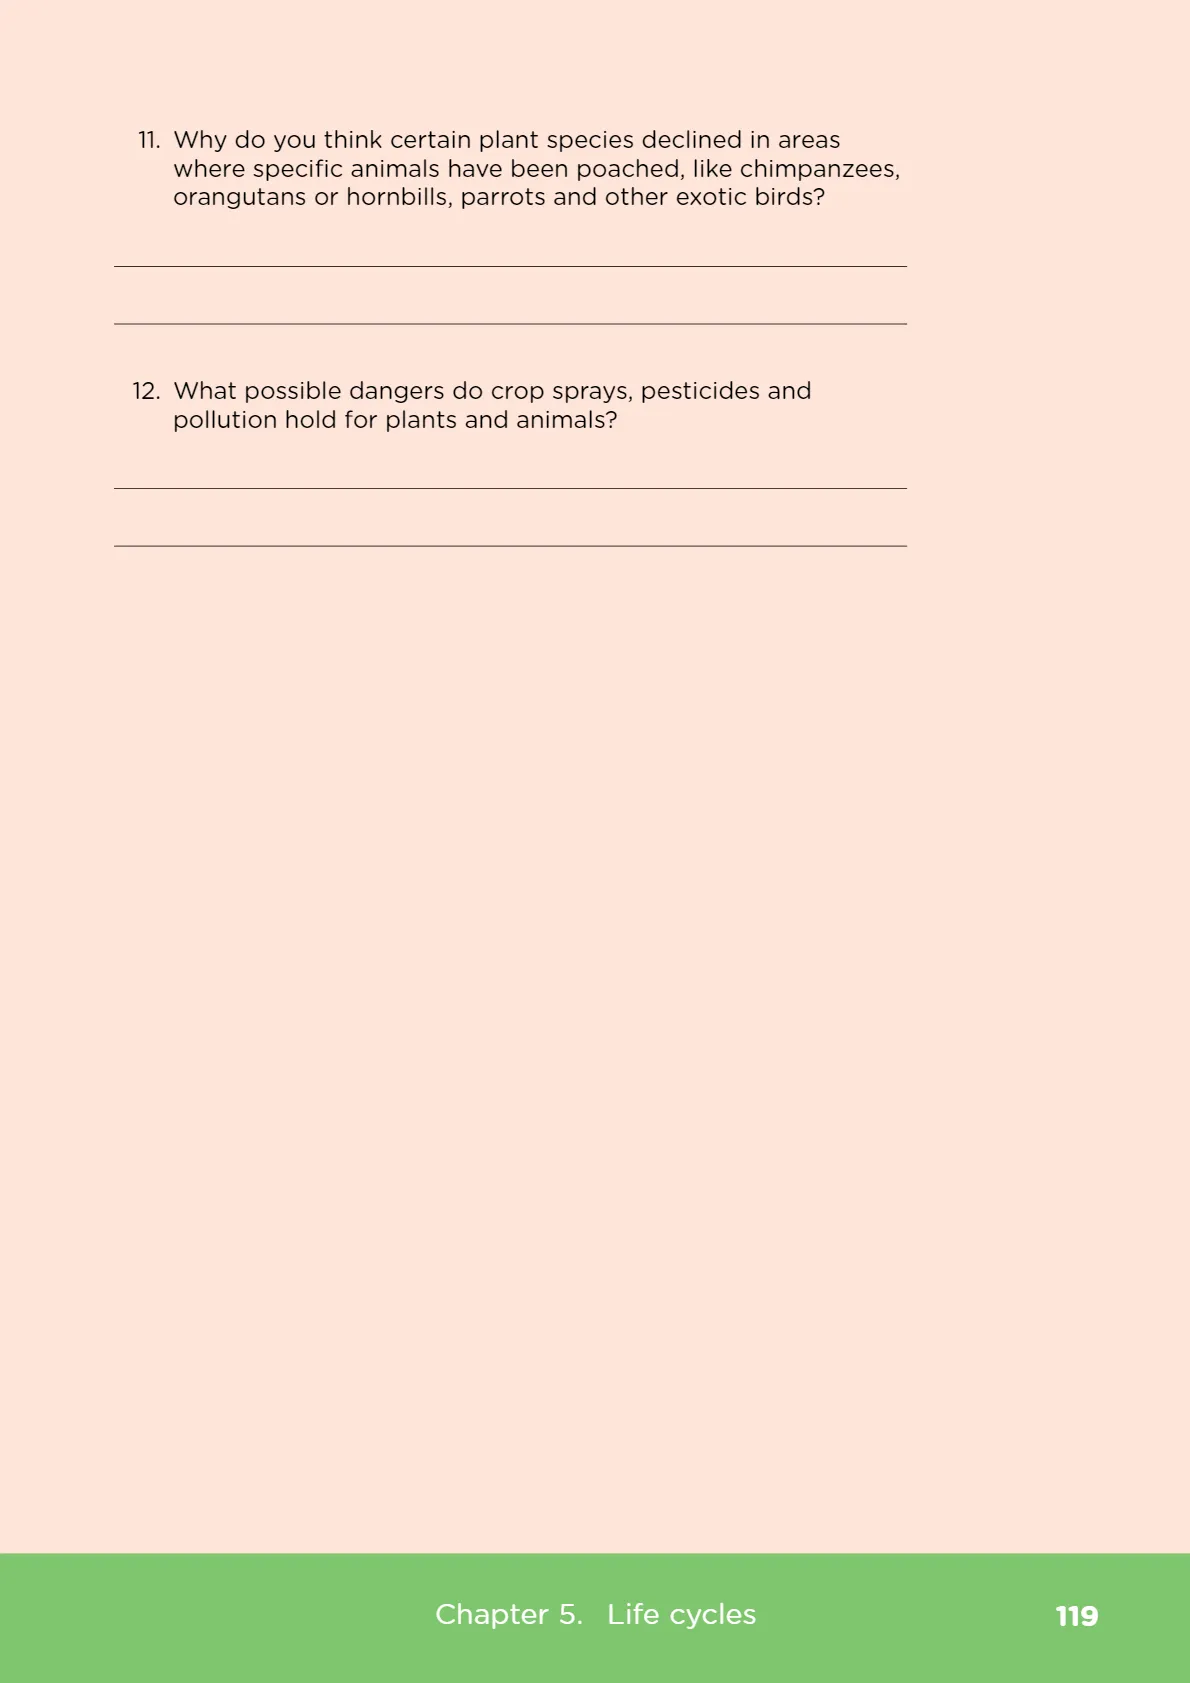 11. Why do you think certain plant species declined in areas
where specific animals have been poached, like chimpanzees,
orangutans or hornbills, parrots and other exotic birds?
12. What possible dangers do crop sprays, pesticides and
pollution hold for plants and animals?
Chapter 5. Life cycles 119